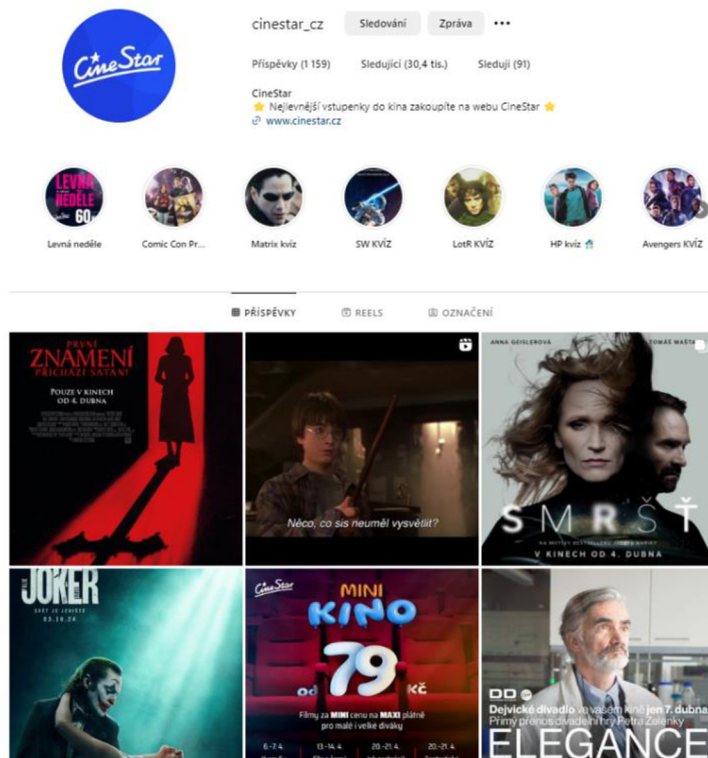 cinestar_cz
Sledování
Zpráva
Příspěvky (1 159)
Sledující (30,4 tis.)
Sleduji (91)
CineStar
CineStar
Nejlevnější vstupenky do kina zakoupíte na webu CineStar
www.cinestar.cz
LEVNÁ
NEDĚLE
60
Levná neděle
Comic Con Pr...
Matrix kvíz
SW KVÍZ
LotR KVÍZ
HP kvíz
Avengers KVÍZ
PŘÍSPĚVKY
REELS
OZNAČENÍ
PRVNÍ
ZNAMENÍ
PŘICHÁZÍ SATAN!
POUZE V KINECH
OD 4. DUBNA
Něco, co sis neuměl vysvětlit?
ANNA GEISLEROVÁ
TOMÁŠ MAŠTA
SMRŠŤ
V KINECH OD 4. DUBNA
JOKER
SVĚT JE JEVIŠTĚ
03.10.24
CineStar
MINI
KINO
od 79 Kč
Filmy za MINI cenu na MAXI plátně
pro malé i velké diváky
6.-7.4.
13.-14.4.
20.-21.4.
20.-21.4.
DD
Dejvické divadlo ve vašem kině jen 7. dubna
Přímý přenos divadelní hry Petra Zelenky
ELEGANCE